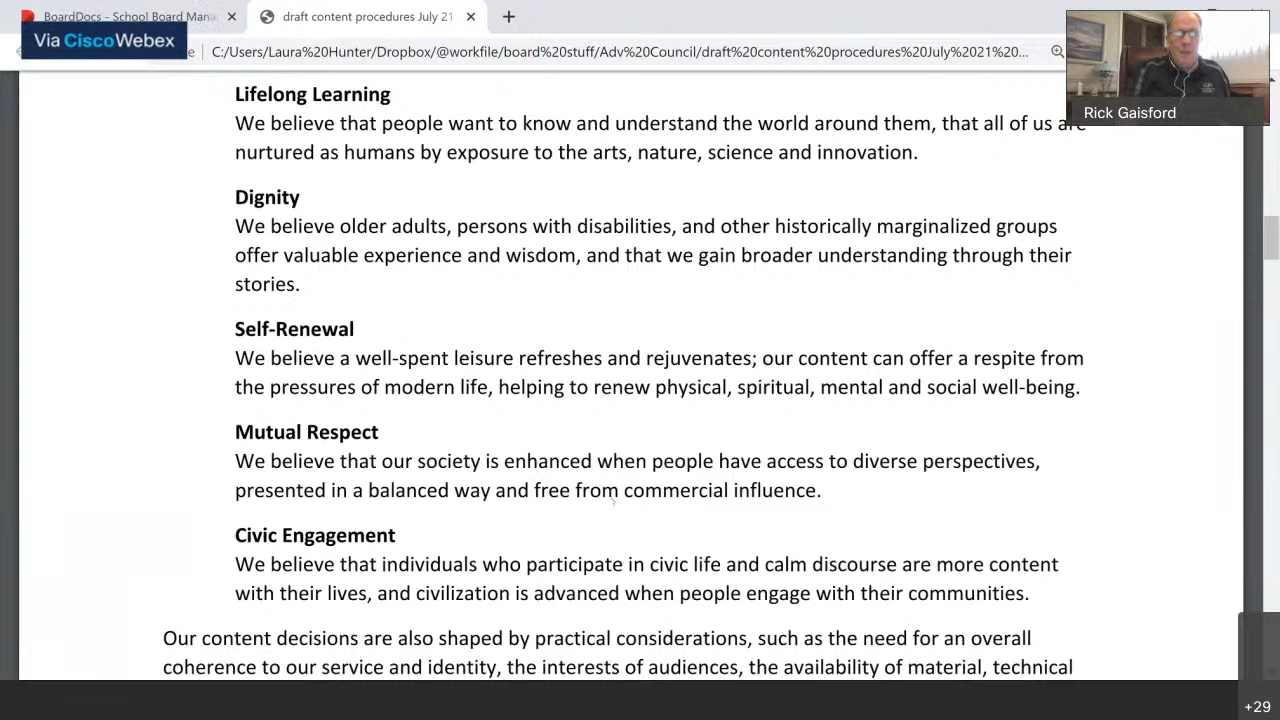 BoardDocs - School Board Mana
draft content procedures July 21
Via Cisco Webex
C:/Users/Laura%20Hunter/Dropbox/@workfile/board%20stuff/Adv%20Council/draft%20content%20procedures%20July%2021%20...
Rick Gaisford
Lifelong Learning
We believe that people want to know and understand the world around them, that all of us are
nurtured as humans by exposure to the arts, nature, science and innovation.
Dignity
We believe older adults, persons with disabilities, and other historically marginalized groups
offer valuable experience and wisdom, and that we gain broader understanding through their
stories.
Self-Renewal
We believe a well-spent leisure refreshes and rejuvenates; our content can offer a respite from
the pressures of modern life, helping to renew physical, spiritual, mental and social well-being.
Mutual Respect
We believe that our society is enhanced when people have access to diverse perspectives,
presented in a balanced way and free from commercial influence.
Civic Engagement
We believe that individuals who participate in civic life and calm discourse are more content
with their lives, and civilization is advanced when people engage with their communities.
Our content decisions are also shaped by practical considerations, such as the need for an overall
coherence to our service and identity, the interests of audiences, the availability of material, technical
+29